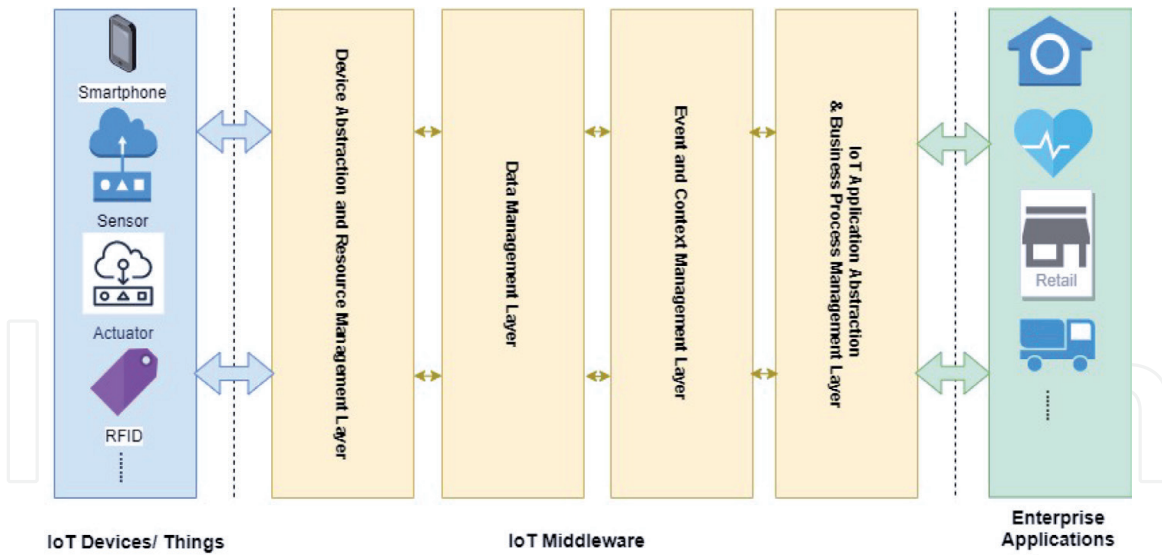 Smartphone
Sensor
Actuator
RFID
Device Abstraction and Resource Management Layer
Data Management Layer
Event and Context Management Layer
IoT Application Abstraction
& Business Process Management Layer
Retail
IoT Devices/ Things
IoT Middleware
Enterprise
Applications